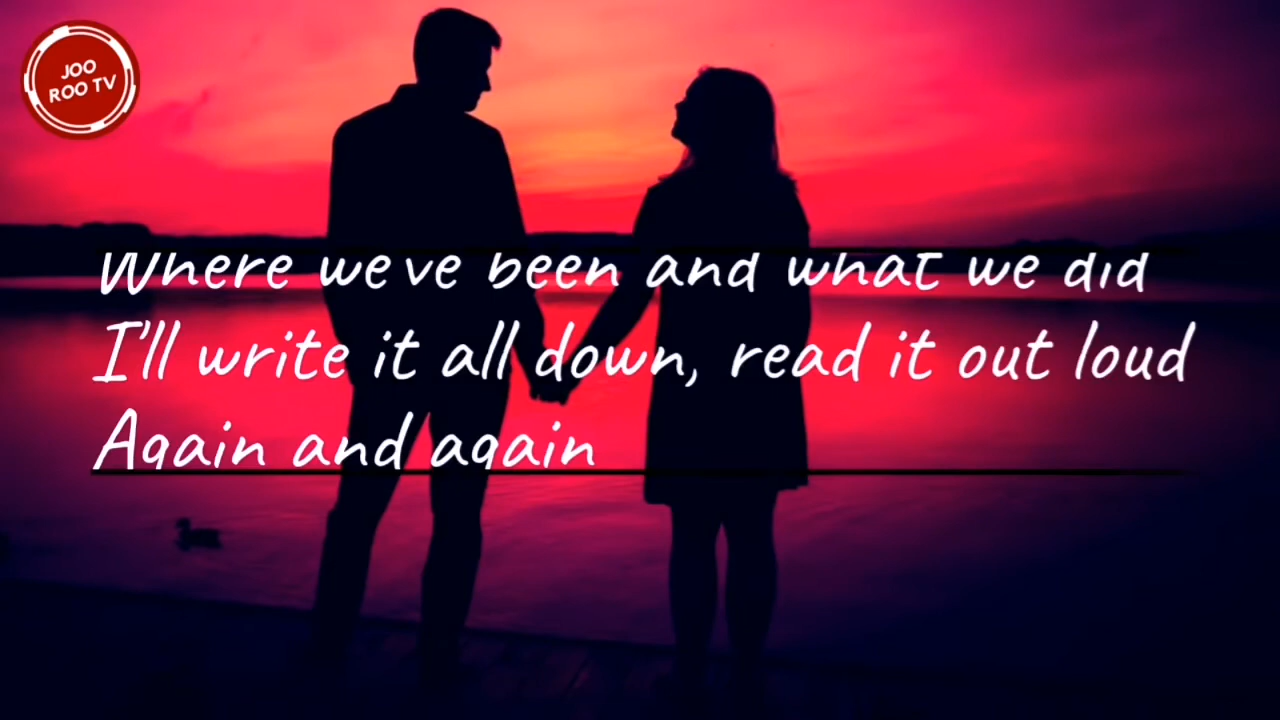 JOO
ROO TV
Where we've been and what we did
I'll write it all down, read it out loud
Again and again